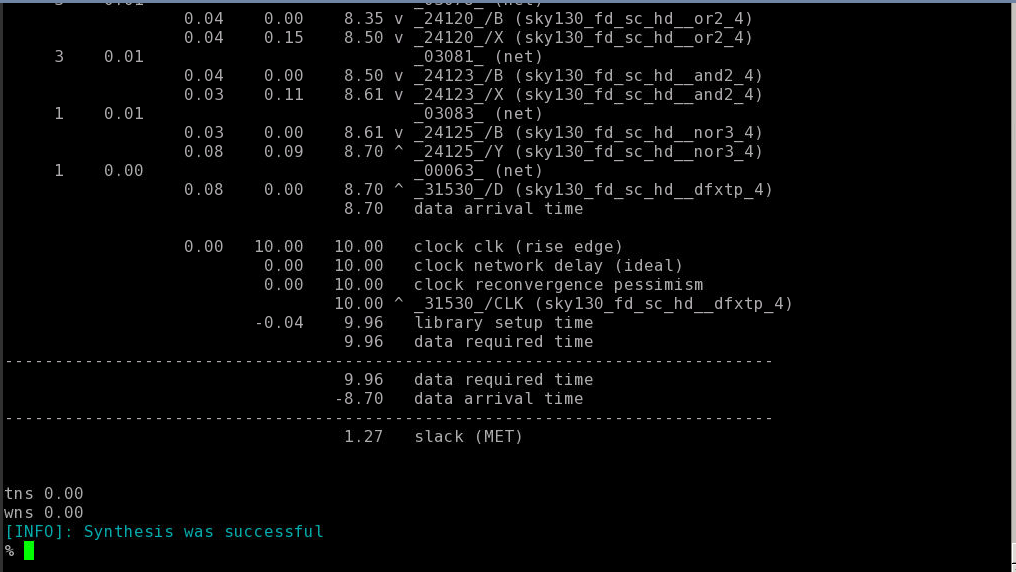 0.04 0.00 8.35 v _24120_/B (sky130_fd_sc_hd__or2_4)
0.04 0.15 8.50 v _24120_/X (sky130_fd_sc_hd__or2_4)
3 0.01 _03081_ (net)
0.04 0.00 8.50 v _24123_/B (sky130_fd_sc_hd__and2_4)
0.03 0.11 8.61 v _24123_/X (sky130_fd_sc_hd__and2_4)
1 0.01 _03083_ (net)
0.03 0.00 8.61 v _24125_/B (sky130_fd_sc_hd__nor3_4)
0.08 0.09 8.70 ^ _24125_/Y (sky130_fd_sc_hd__nor3_4)
1 0.00 _00063_ (net)
0.08 0.00 8.70 ^ _31530_/D (sky130_fd_sc_hd__dfxtp_4)
8.70 data arrival time
0.00 10.00 10.00 clock clk (rise edge)
0.00 10.00 clock network delay (ideal)
0.00 10.00 clock reconvergence pessimism
10.00 ^ _31530_/CLK (sky130_fd_sc_hd__dfxtp_4)
-0.04 9.96 library setup time
9.96 data required time
-----------------------------------------------------------------------------
9.96 data required time
-8.70 data arrival time
-----------------------------------------------------------------------------
1.27 slack (MET)
tns 0.00
wns 0.00
[INFO]: Synthesis was successful
%